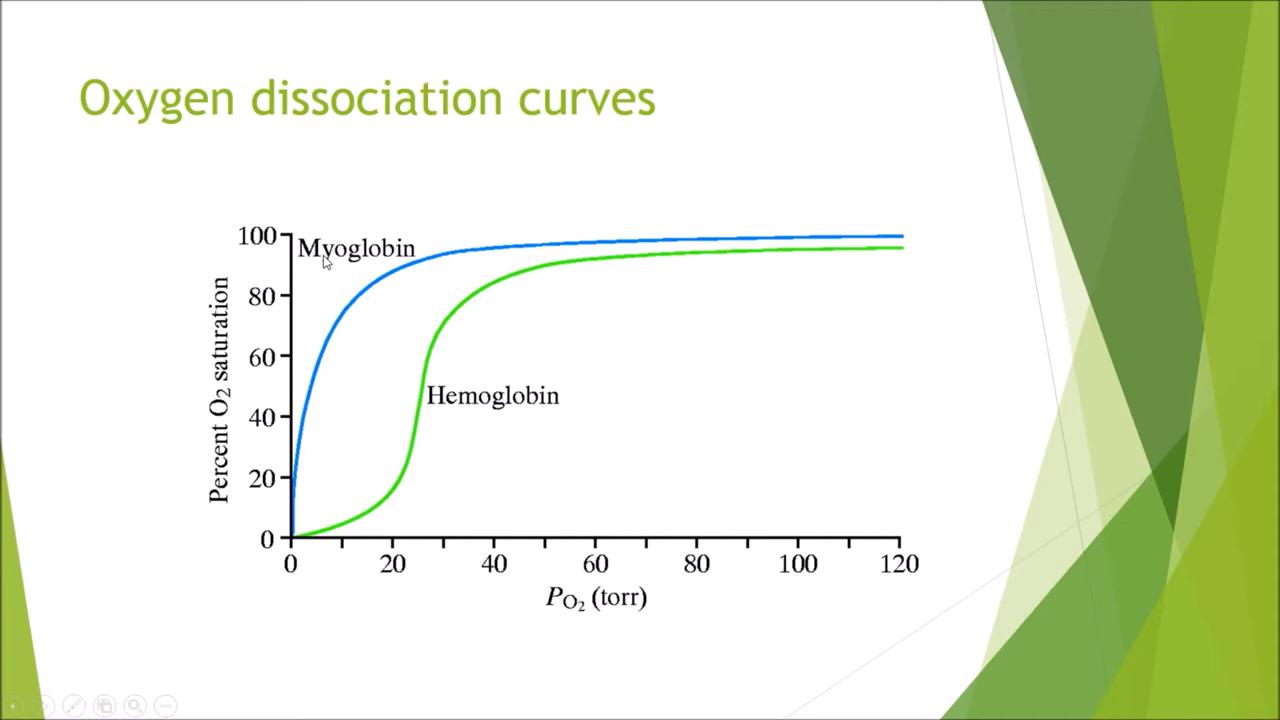 Oxygen dissociation curves
100
Myoglobin
80
60
40
20
0
Percent O₂ saturation
Hemoglobin
0 20 40 60 80 100 120
P_O₂ (torr)